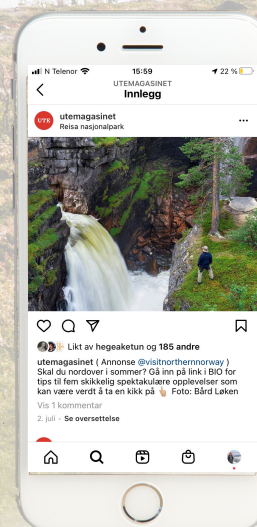 N Telenor 15:59 22 %
UTEMAGASINET
Innlegg
UTE utemagasinet
Reisa nasjonalpark
Likt av hegeaketun og 185 andre
utemagasinet ( Annonse @visitnorthernnorway )
Skal du nordover i sommer? Gå inn på link i BIO for
tips til fem skikkelig spektakulære opplevelser som
kan være verdt å ta en kikk på 👆 Foto: Bård Løken
Vis 1 kommentar
2. juli · Se oversettelse